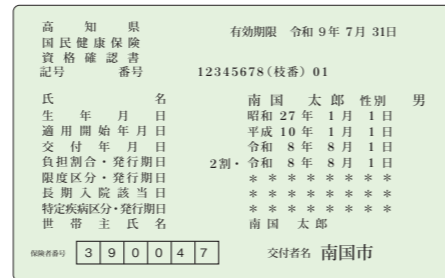 高知県
国民健康保険
資格確認書
有効期限 令和9年7月31日
記号 番号 12345678(枝番)01
氏名 南国 太郎 性別 男
生年月日 昭和27年1月1日
適用開始年月日 平成10年1月1日
交付年月日 令和8年8月1日
負担割合・発行期日 2割・令和8年8月1日
限度区分・発行期日 * * * * * * *
長期入院該当日 * * * * * * *
特定疾病区分・発行期日 * * * * * * *
世帯主氏名 南国 太郎
保険者番号 390047 交付者名 南国市